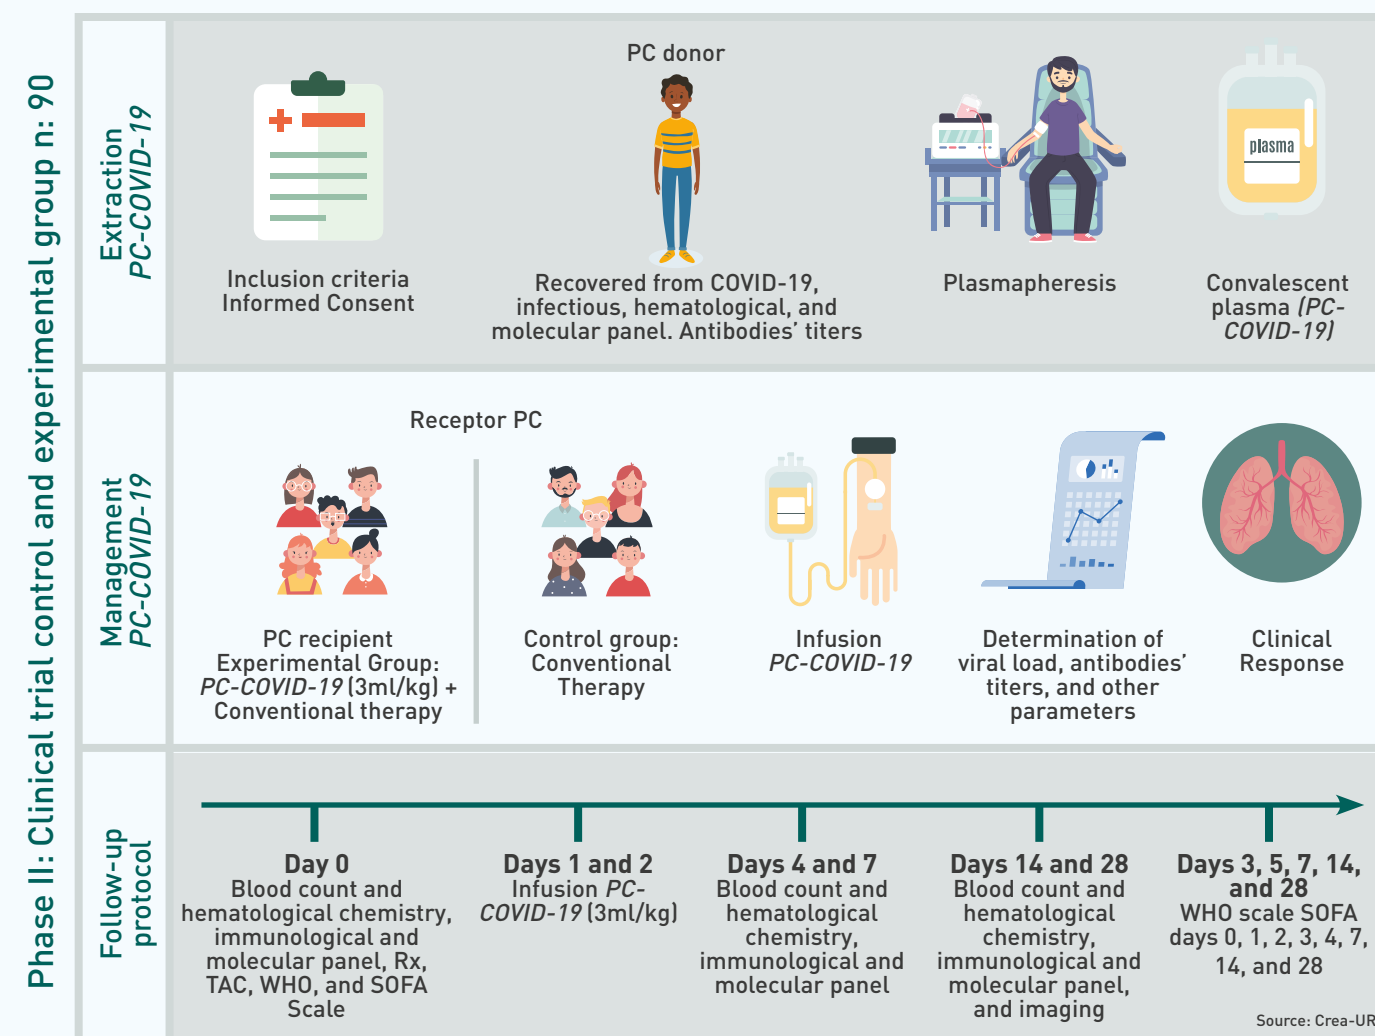 Phase II: Clinical trial control and experimental group n: 90
Extraction
PC-COVID-19
Inclusion criteria
Informed Consent
PC donor
Recovered from COVID-19,
infectious, hematological, and
molecular panel. Antibodies’ titers
Plasmapheresis
plasma
Convalescent
plasma (PC-
COVID-19)
Management
PC-COVID-19
Receptor PC
PC recipient
Experimental Group:
PC-COVID-19 (3ml/kg) +
Conventional therapy
Control group:
Conventional
Therapy
Infusion
PC-COVID-19
Determination of
viral load, antibodies’
titers, and other
parameters
Clinical
Response
Follow-up
protocol
Day 0
Blood count and
hematological chemistry,
immunological and
molecular panel, Rx,
TAC, WHO, and SOFA
Scale
Days 1 and 2
Infusion PC-
COVID-19 (3ml/kg)
Days 4 and 7
Blood count and
hematological
chemistry,
immunological and
molecular panel
Days 14 and 28
Blood count and
hematological
chemistry,
immunological and
molecular panel,
and imaging
Days 3, 5, 7, 14,
and 28
WHO scale SOFA
days 0, 1, 2, 3, 4, 7,
14, and 28
Source: Crea-UR